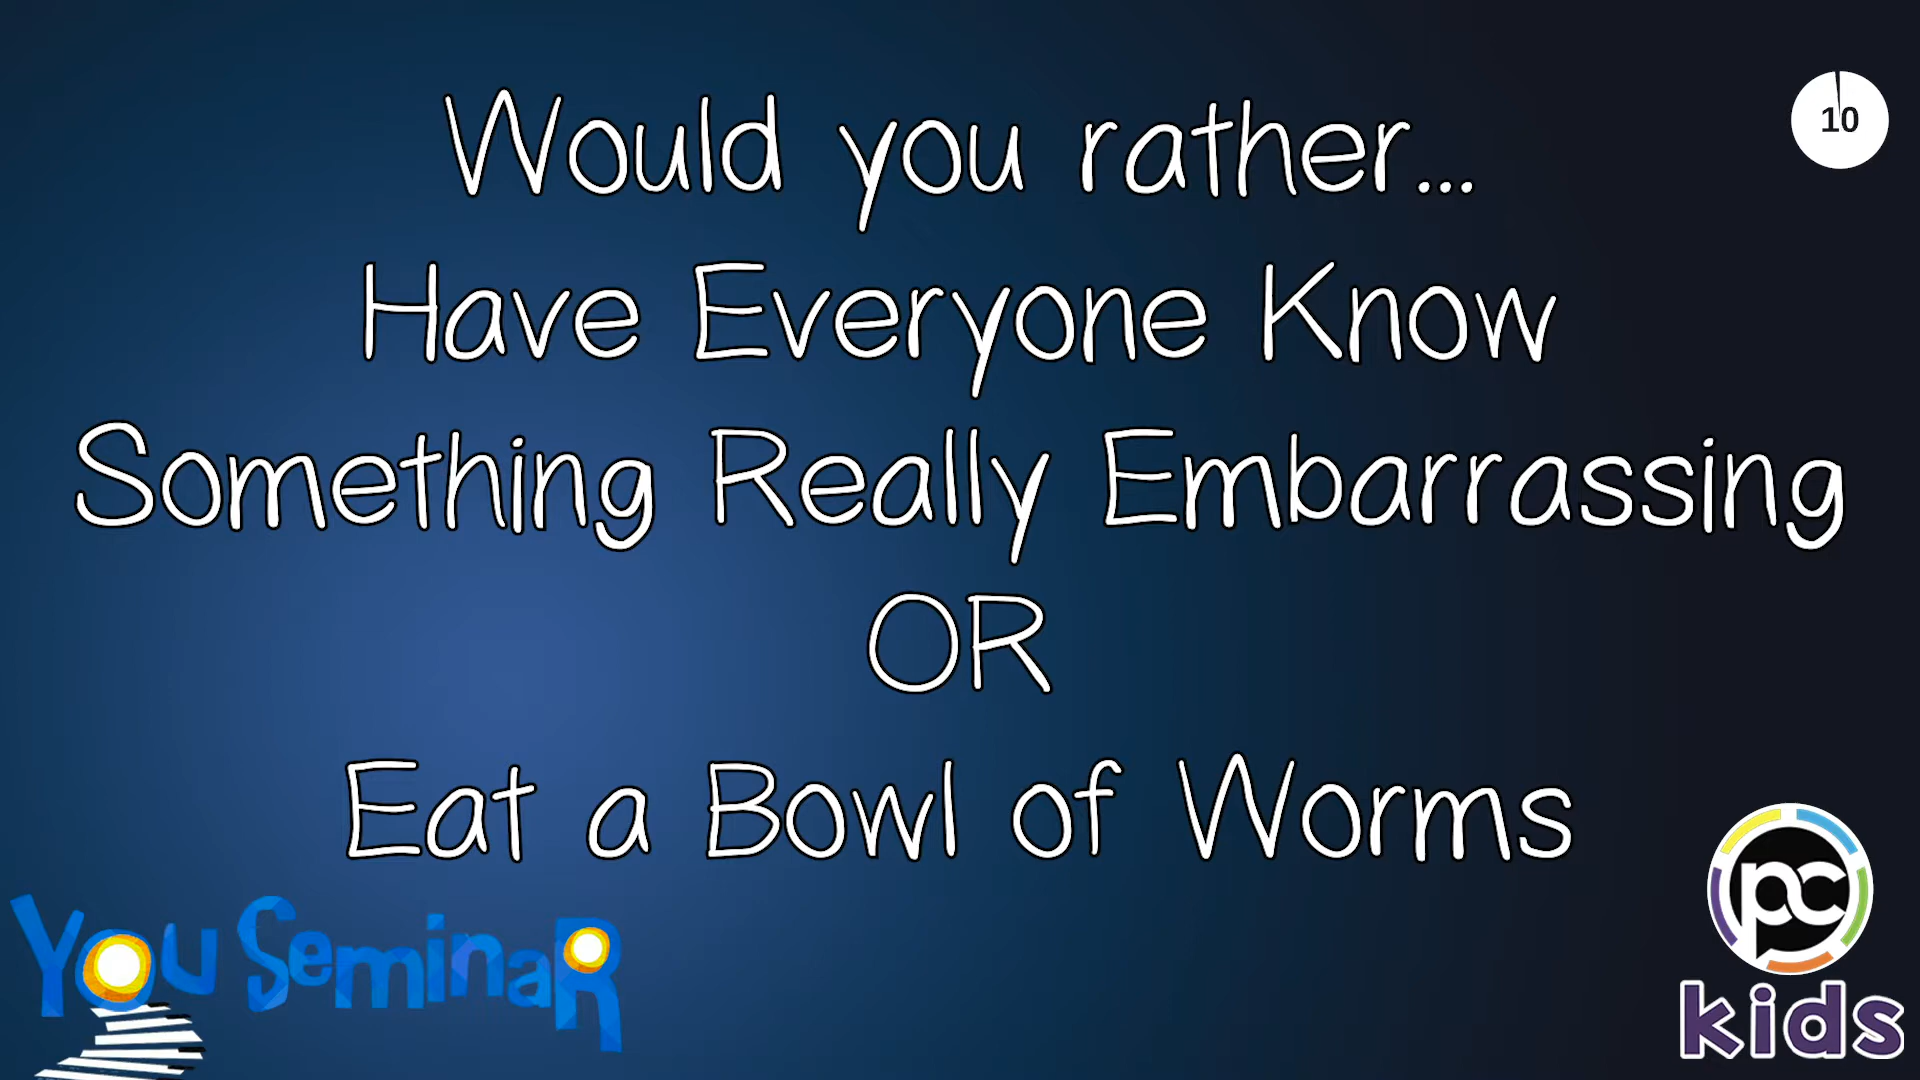 Would you rather...
10
Have Everyone Know
Something Really Embarrassing
OR
Eat a Bowl of Worms
You SeminaR
pc
kids